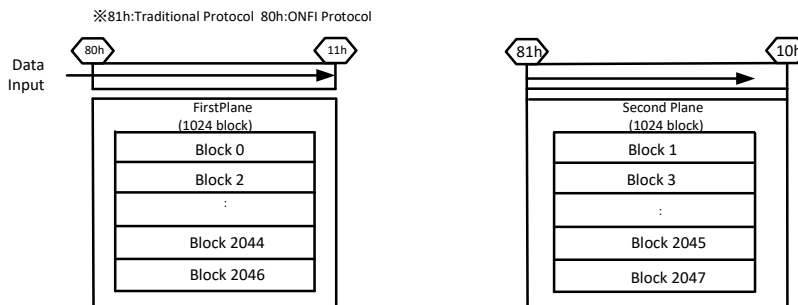 ※81h:Traditional Protocol 80h:ONFI Protocol
80h
11h
81h
10h
Data
Input
FirstPlane
(1024 block)
Block 0
Block 2
:
Block 2044
Block 2046
Second Plane
(1024 block)
Block 1
Block 3
:
Block 2045
Block 2047